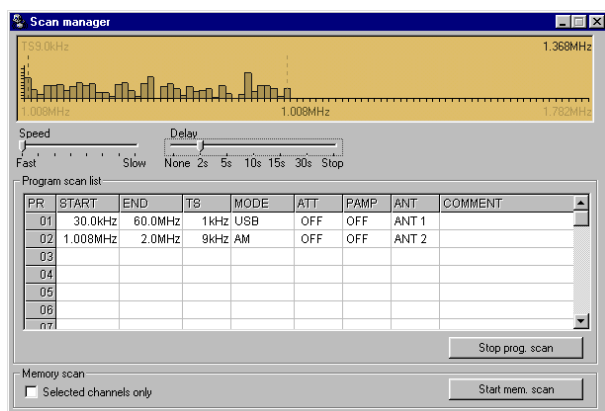 Scan manager
TS9.0kHz 1.368MHz
1.008MHz 1.008MHz 1.782MHz
Speed Delay
Fast Slow None 2s 5s 10s 15s 30s Stop
Program scan list
PR START END TS MODE ATT PAMP ANT COMMENT
01 30.0kHz 60.0MHz 1kHz USB OFF OFF ANT 1
02 1.008MHz 2.0MHz 9kHz AM OFF OFF ANT 2
03
04
05
06
07
Stop prog. scan
Memory scan
Selected channels only Start mem. scan